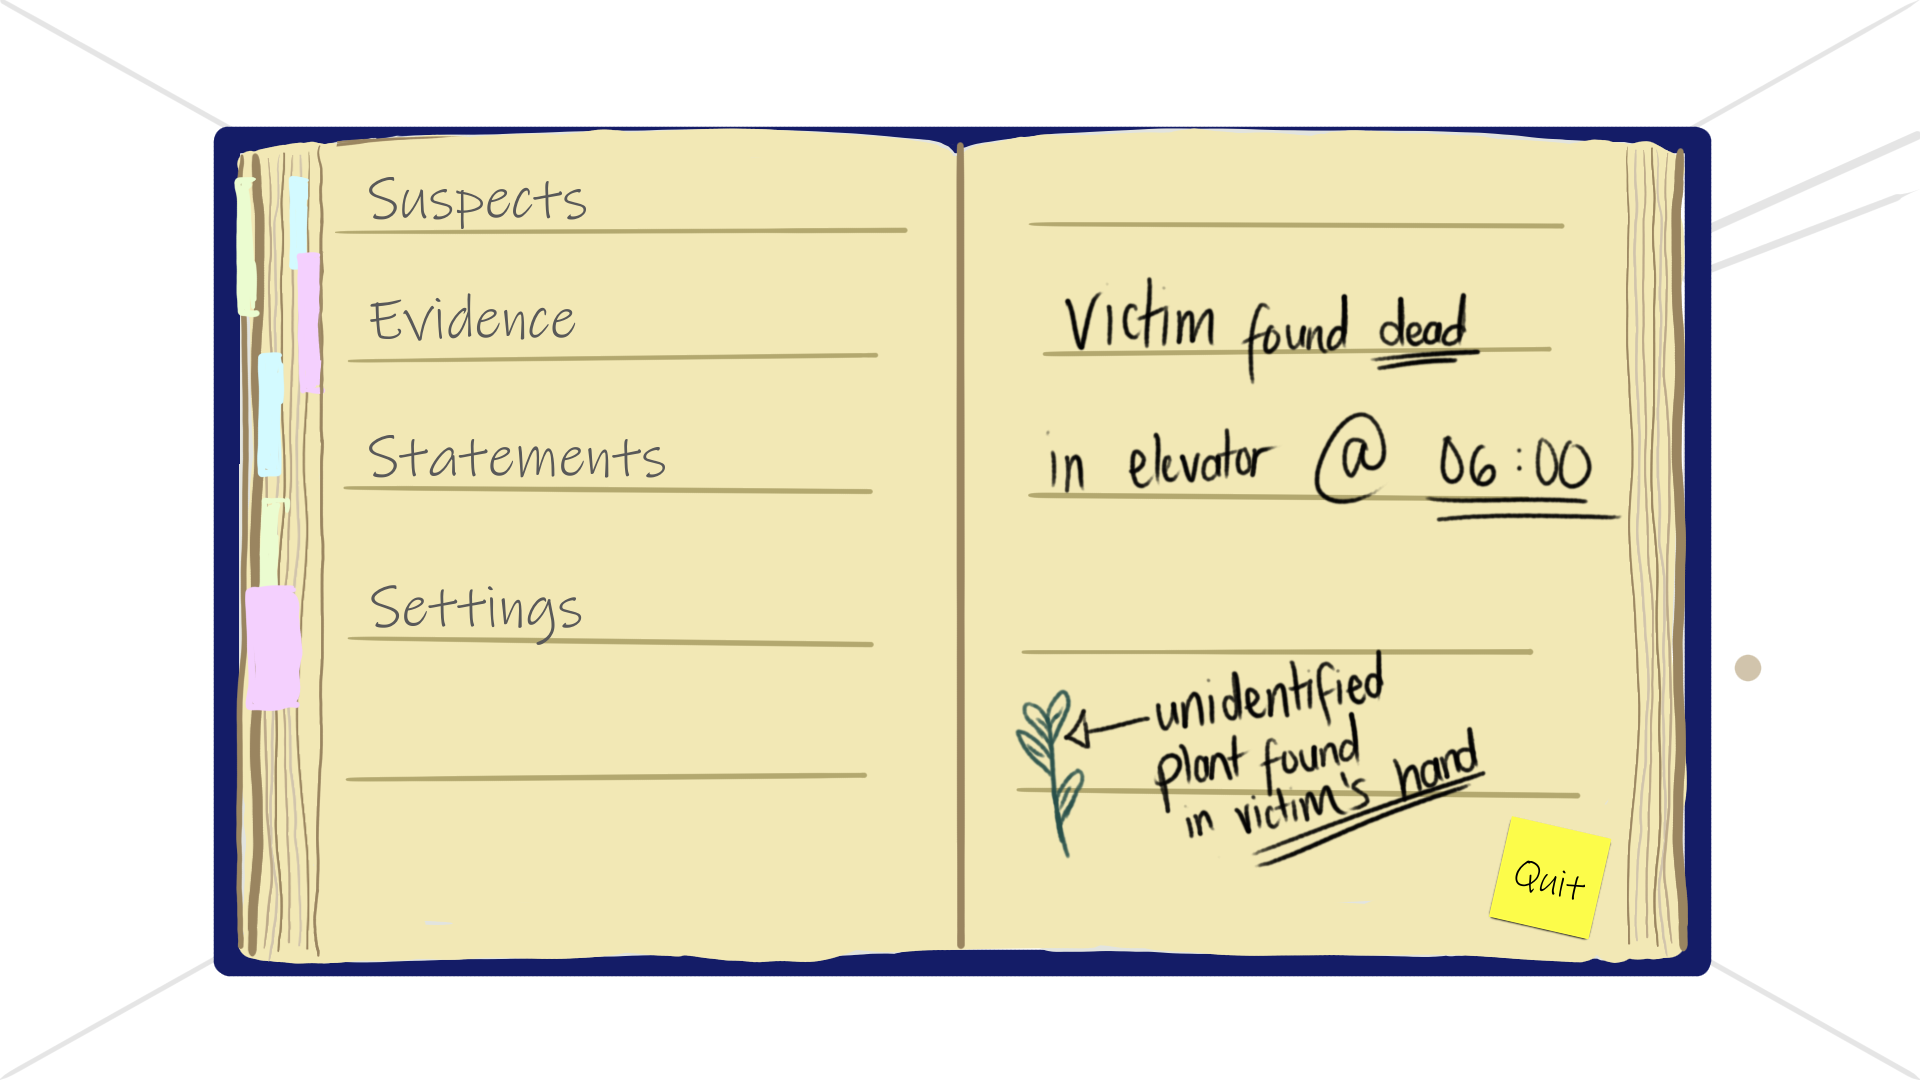 Suspects
Evidence
Statements
Settings
Victim found dead
in elevator @ 06:00
unidentified
plant found
in victim's hand
Quit